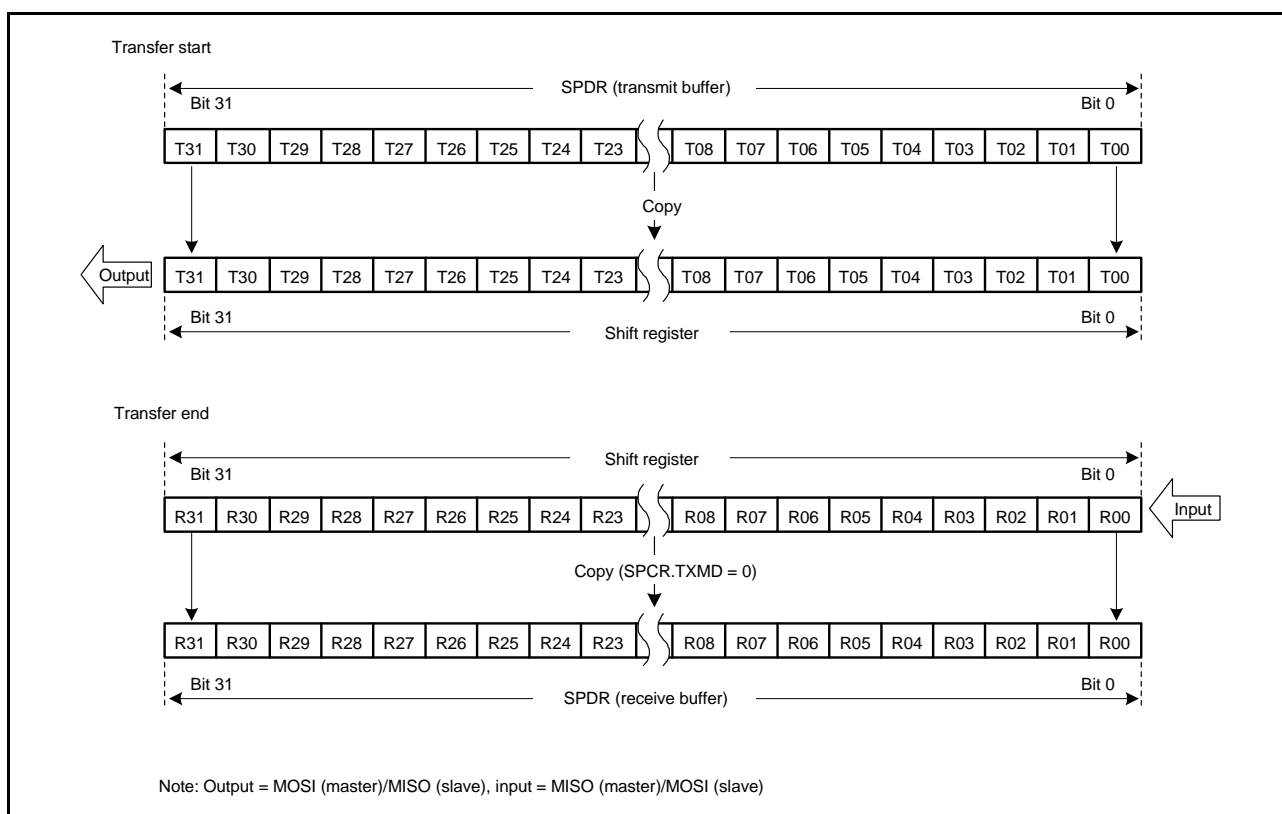 Transfer start
SPDR (transmit buffer)
Bit 31 Bit 0
T31 T30 T29 T28 T27 T26 T25 T24 T23 T08 T07 T06 T05 T04 T03 T02 T01 T00
Copy
Output T31 T30 T29 T28 T27 T26 T25 T24 T23 T08 T07 T06 T05 T04 T03 T02 T01 T00
Bit 31 Bit 0
Shift register
Transfer end
Shift register
Bit 31 Bit 0
R31 R30 R29 R28 R27 R26 R25 R24 R23 R08 R07 R06 R05 R04 R03 R02 R01 R00 Input
Copy (SPCR.TXMD = 0)
R31 R30 R29 R28 R27 R26 R25 R24 R23 R08 R07 R06 R05 R04 R03 R02 R01 R00
Bit 31 Bit 0
SPDR (receive buffer)
Note: Output = MOSI (master)/MISO (slave), input = MISO (master)/MOSI (slave)